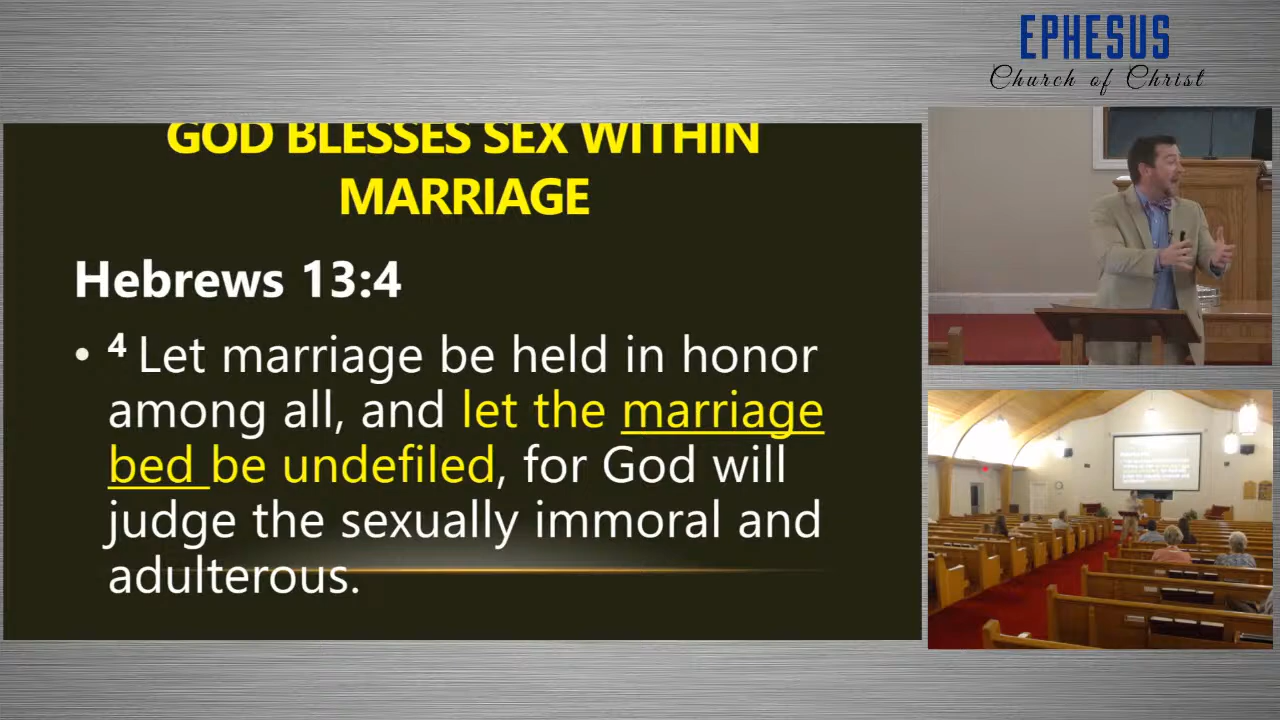 EPHESUS
Church of Christ
GOD BLESSES SEX WITHIN
MARRIAGE
Hebrews 13:4
• 4 Let marriage be held in honor
among all, and let the marriage
bed be undefiled, for God will
judge the sexually immoral and
adulterous.